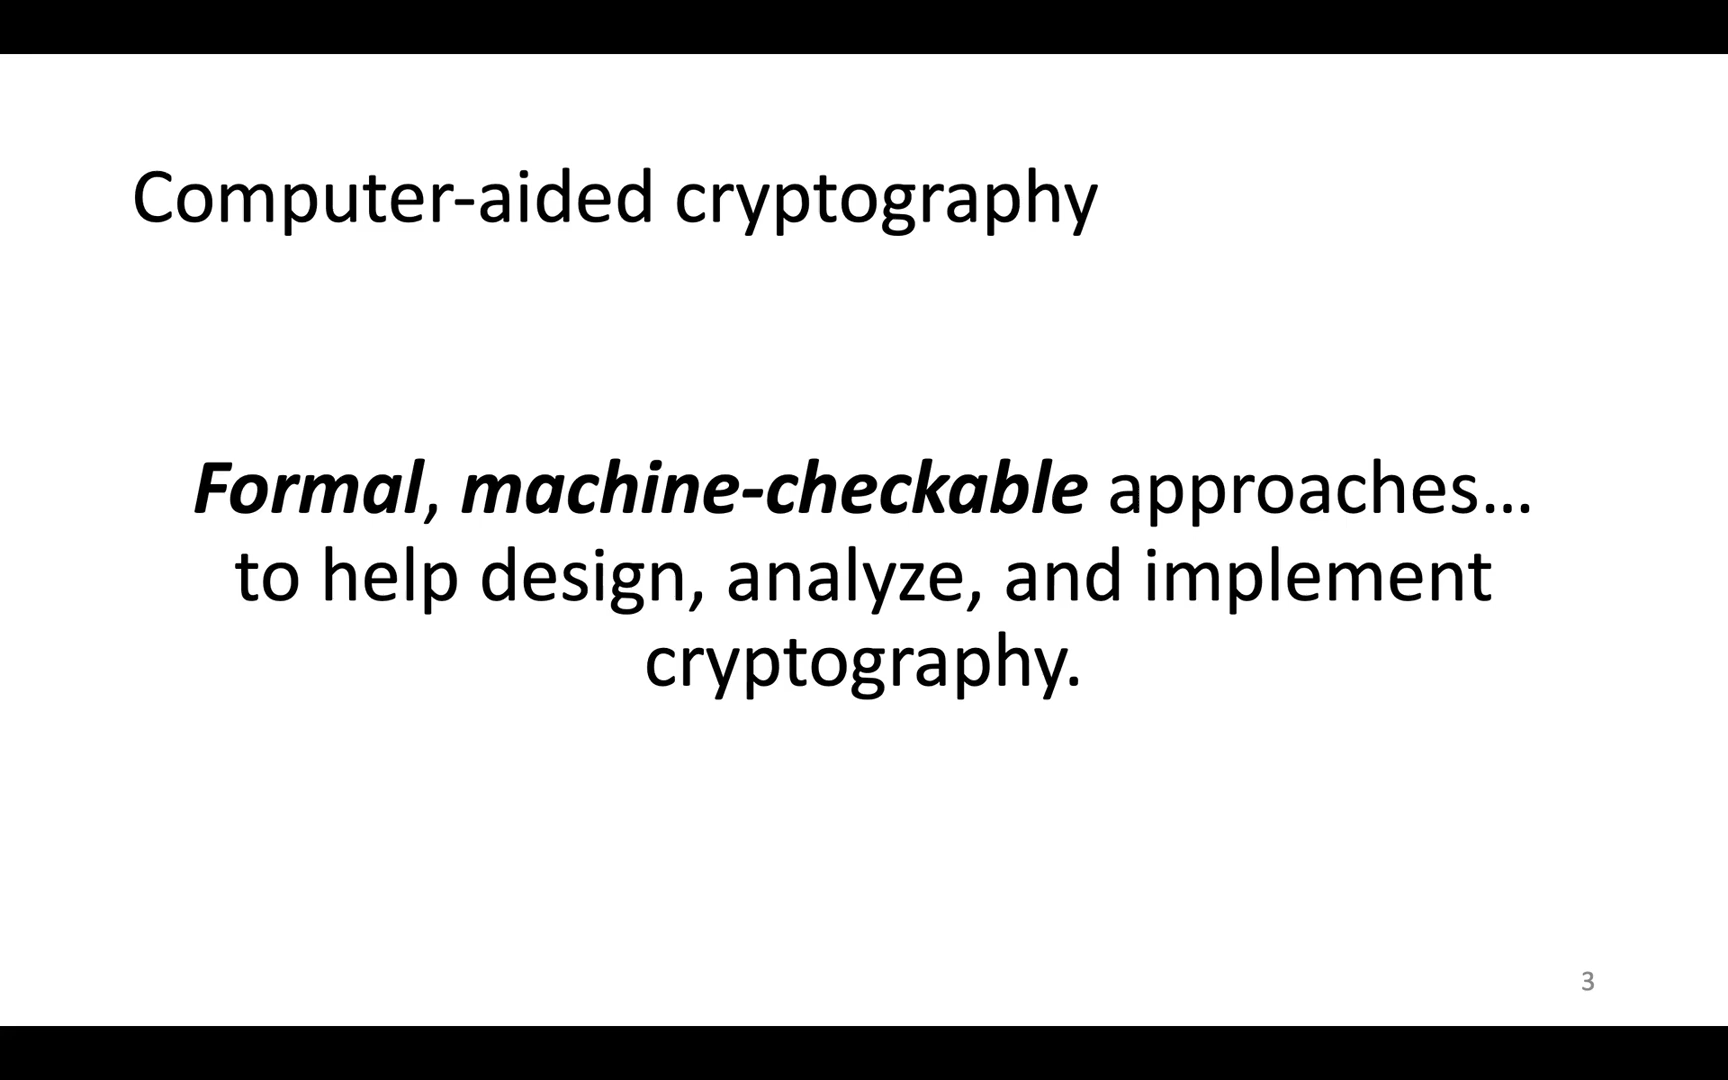 Computer-aided cryptography
Formal, machine-checkable approaches…
to help design, analyze, and implement
cryptography.
3